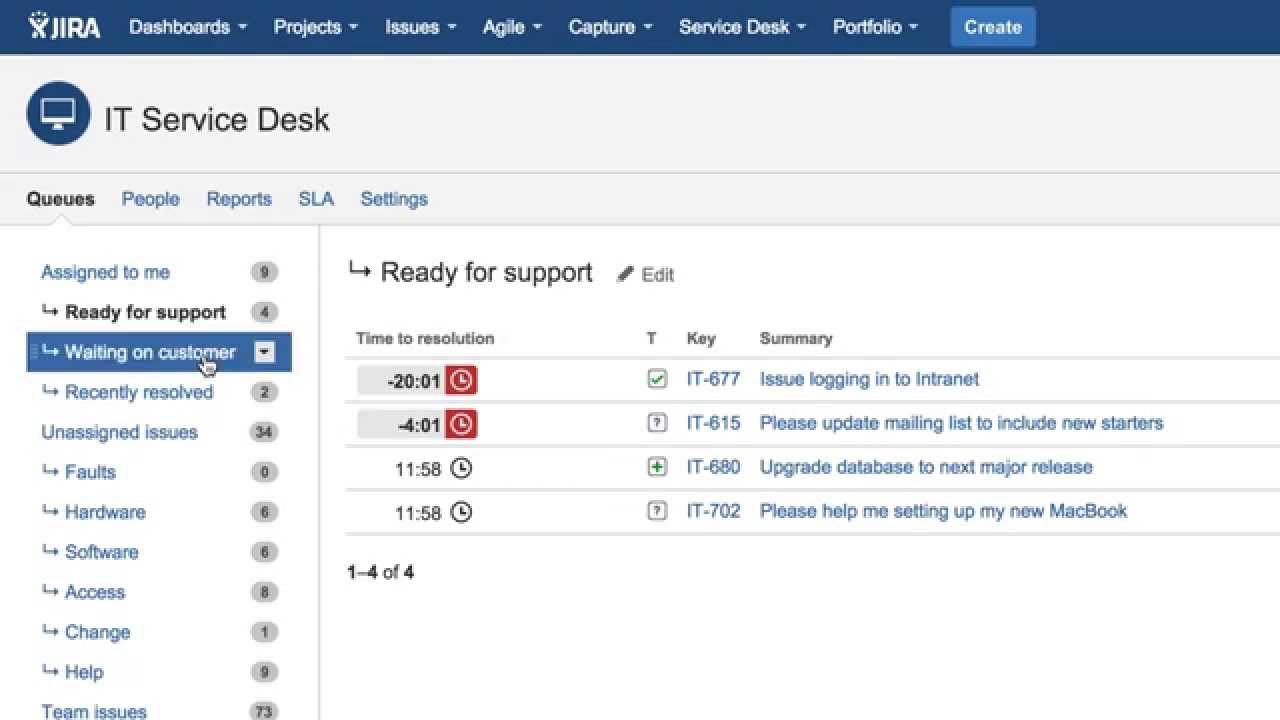 JIRA Dashboards Projects Issues Agile Capture Service Desk Portfolio Create
IT Service Desk
Queues People Reports SLA Settings
Assigned to me 9
Ready for support 4
Waiting on customer
Recently resolved 2
Unassigned issues 34
Faults 0
Hardware 6
Software 6
Access 8
Change 1
Help 9
Team issues 73
Ready for support Edit
Time to resolution T Key Summary
-20:01 IT-677 Issue logging in to Intranet
-4:01 ? IT-615 Please update mailing list to include new starters
11:58 IT-680 Upgrade database to next major release
11:58 ? IT-702 Please help me setting up my new MacBook
1–4 of 4